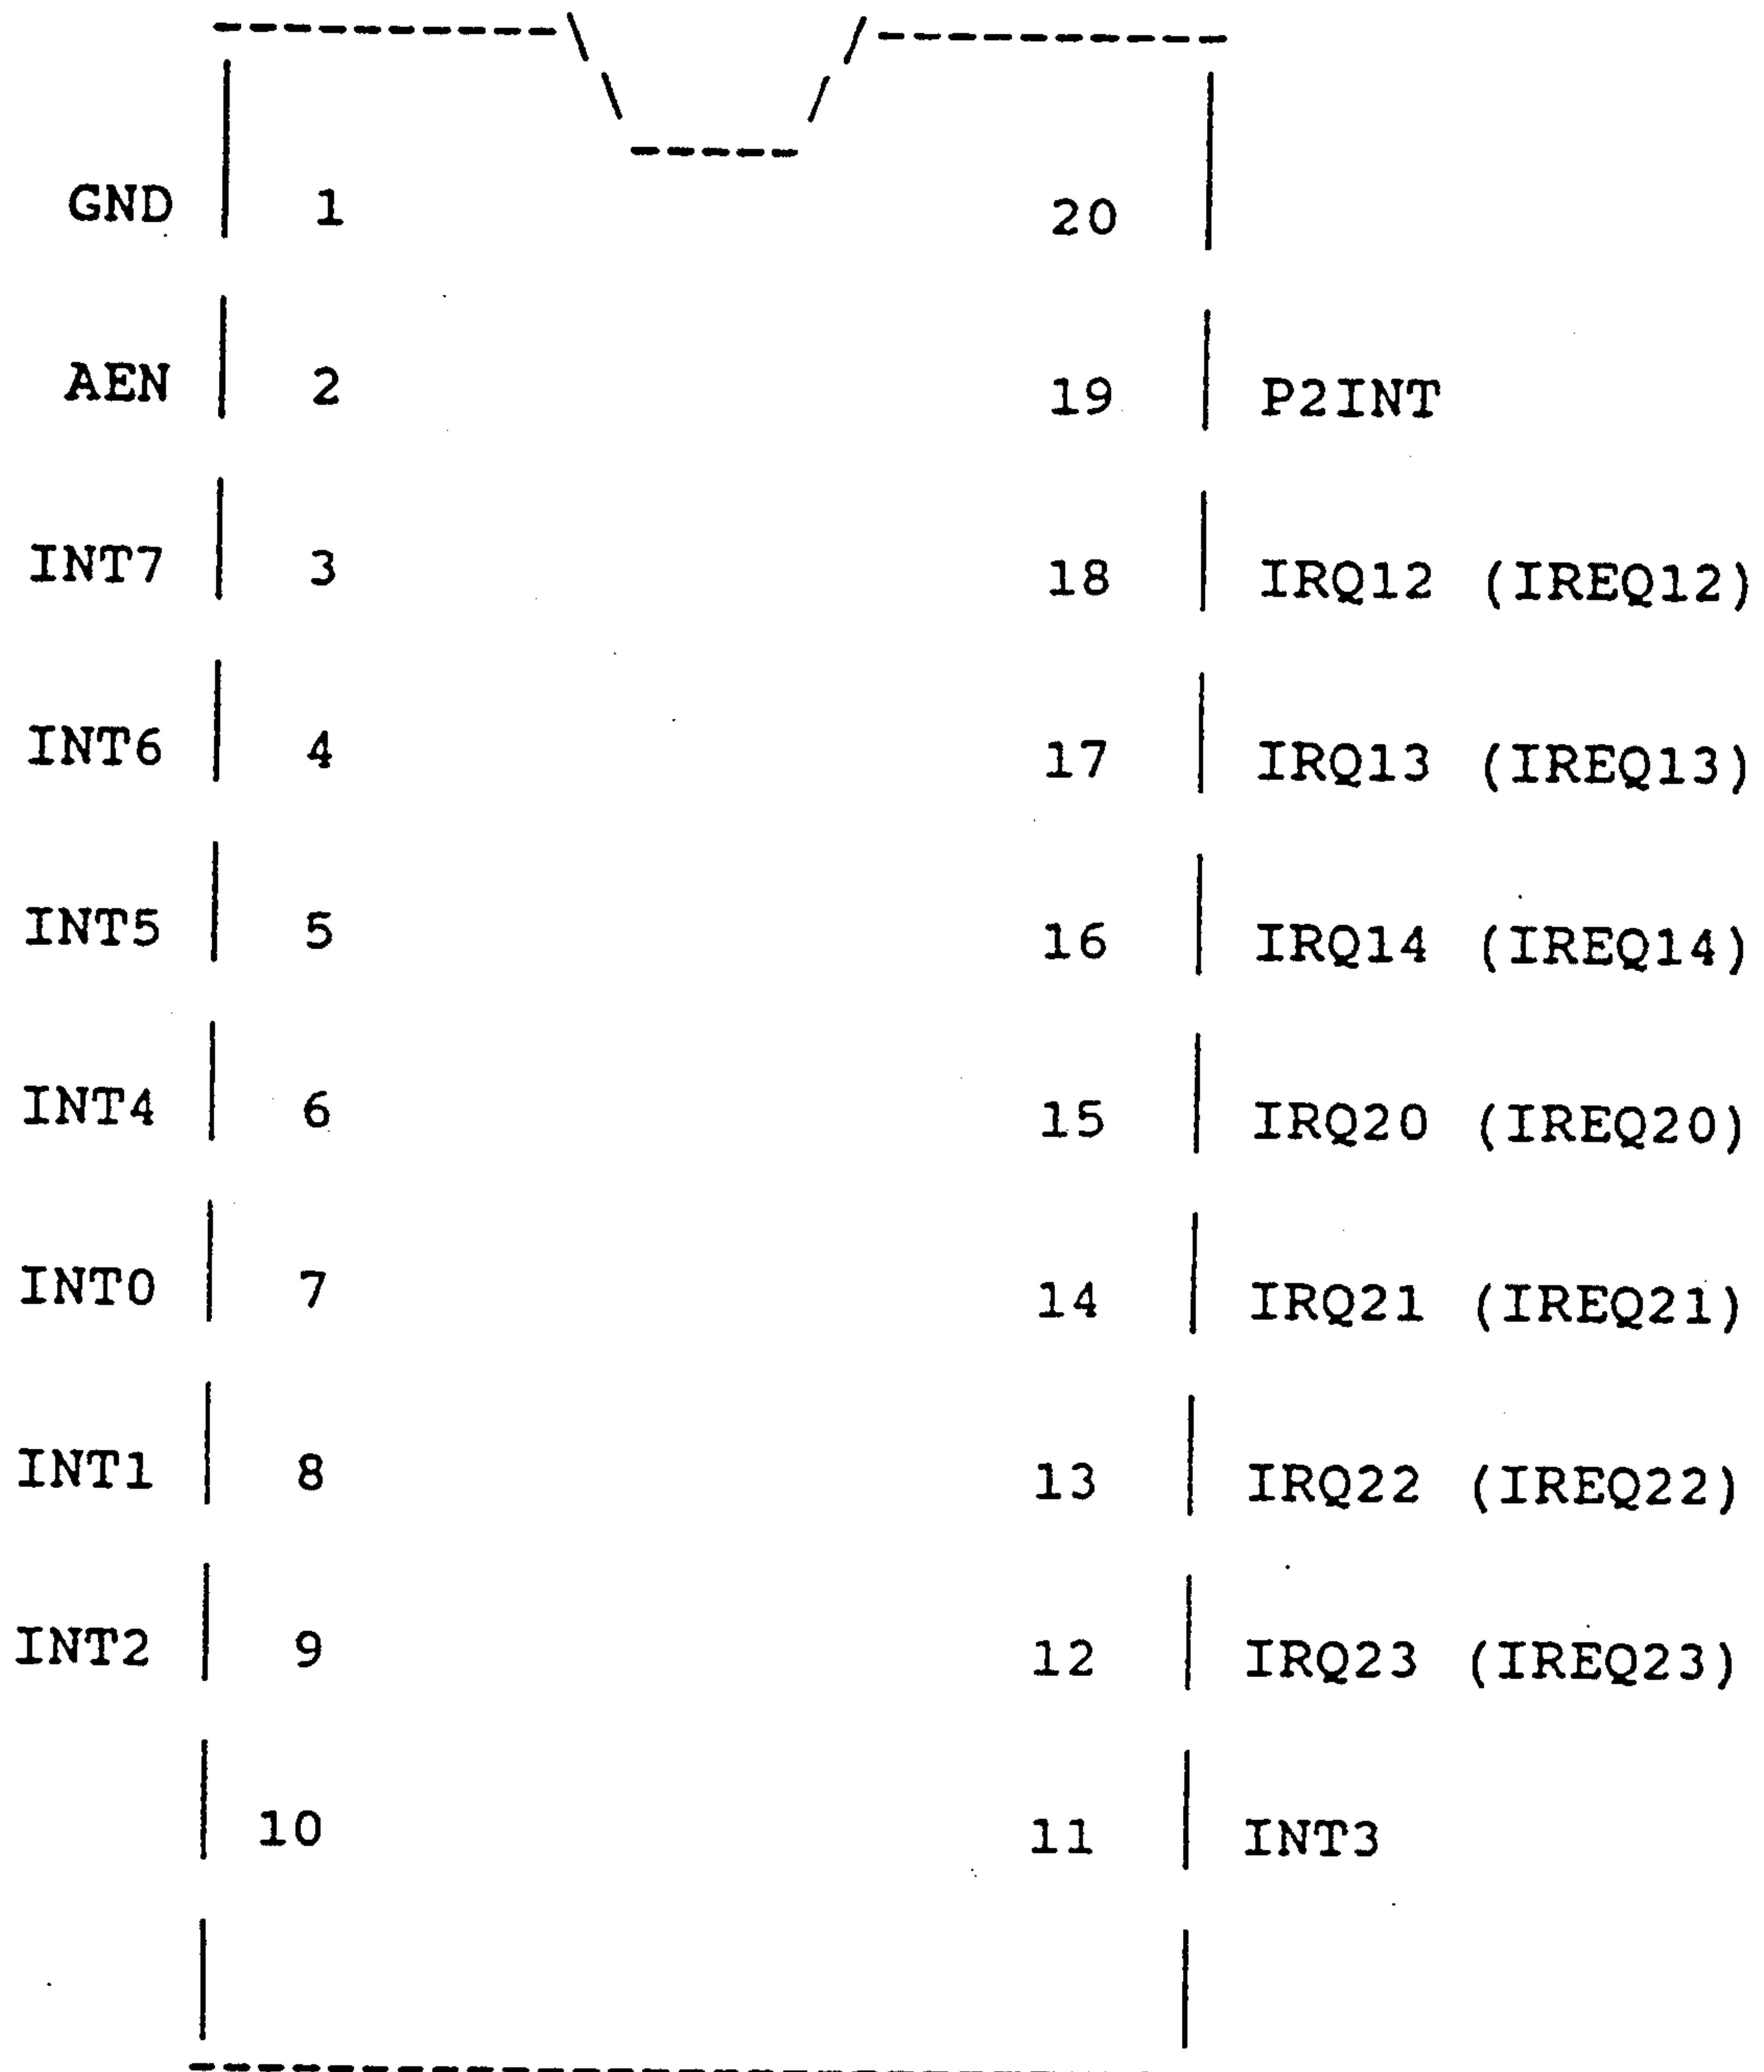 GND 1 20
AEN 2 19 P2INT
INT7 3 18 IRQ12 (IREQ12)
INT6 4 17 IRQ13 (IREQ13)
INT5 5 16 IRQ14 (IREQ14)
INT4 6 15 IRQ20 (IREQ20)
INT0 7 14 IRQ21 (IREQ21)
INT1 8 13 IRQ22 (IREQ22)
INT2 9 12 IRQ23 (IREQ23)
10 11 INT3